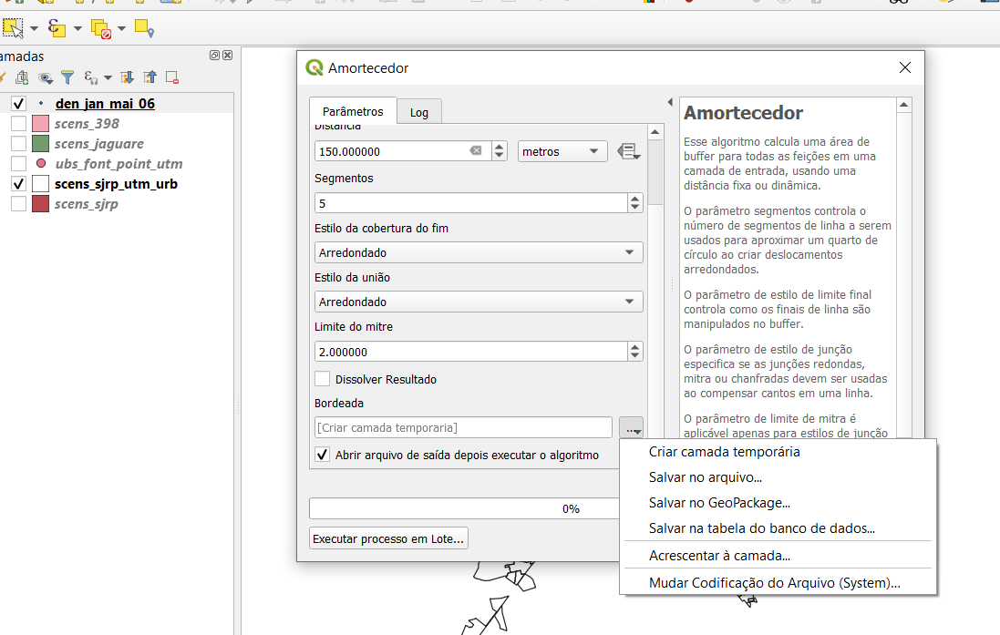 amadas
den_jan_mai_06
scens_398
scens_jaguare
ubs_font_point_utm
scens_sjrp_utm_urb
scens_sjrp
Amortecedor
Parâmetros
Log
Distância
150.000000
metros
Segmentos
5
Estilo da cobertura do fim
Arredondado
Estilo da união
Arredondado
Limite do mitre
2.000000
Dissolver Resultado
Bordeada
[Criar camada temporaria]
...
Abrir arquivo de saída depois executar o algoritmo
0%
Executar processo em Lote...
Amortecedor
Esse algoritmo calcula uma área de
buffer para todas as feições em uma
camada de entrada, usando uma
distância fixa ou dinâmica.
O parâmetro segmentos controla o
número de segmentos de linha a serem
usados para aproximar um quarto de
círculo ao criar deslocamentos
arredondados.
O parâmetro de estilo de limite final
controla como os finais de linha são
manipulados no buffer.
O parâmetro de estilo de junção
especifica se as junções redondas,
mitra ou chanfradas devem ser usadas
ao compensar cantos em uma linha.
O parâmetro de limite de mitra é
aplicável apenas para estilos de junção
Criar camada temporária
Salvar no arquivo...
Salvar no GeoPackage...
Salvar na tabela do banco de dados...
Acrescentar à camada...
Mudar Codificação do Arquivo (System)...